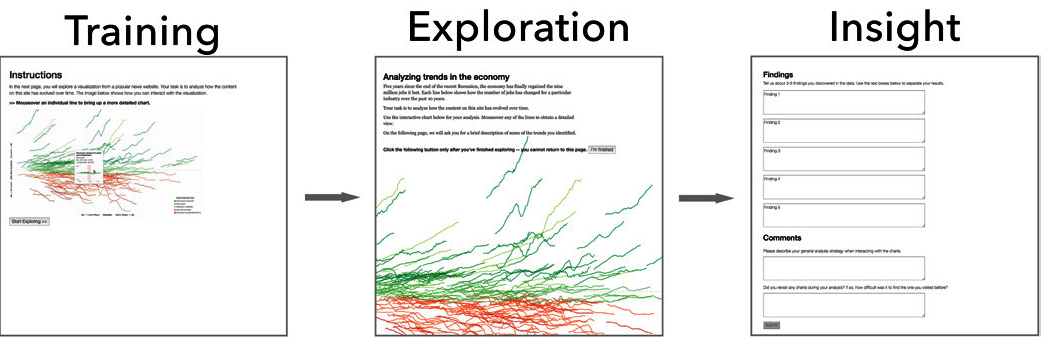 Training
Exploration
Insight
Instructions
In the next page, you will explore a visualization from a popular news website. Your task is to analyze how the content
on this site has evolved over time. The image below shows how you can interact with the visualization.
>> Mouseover an individual line to bring up a more detailed chart.
Start Exploring >>
Analyzing trends in the economy
Five years since the end of the recent Recession, the economy has finally regained the nine
million jobs it lost. Each line below shows how the number of jobs has changed for a particular
industry over the past 10 years.
Your task is to analyze how the content on this site has evolved over time.
Use the interactive chart below for your analysis. Mouseover any of the lines to obtain a detailed
view.
On the following page, we will ask you for a brief description of some of the trends you identified.
Click the following button only after you've finished exploring -- you cannot return to this page. I'm finished
Findings
Tell us about 3-5 findings you discovered in the data. Use the text boxes below to separate your results.
Finding 1
Finding 2
Finding 3
Finding 4
Finding 5
Comments
Please describe your general analysis strategy when interacting with the charts
Did you revisit any charts during your analysis? If so, how difficult was it to find the one you visited before?
Submit